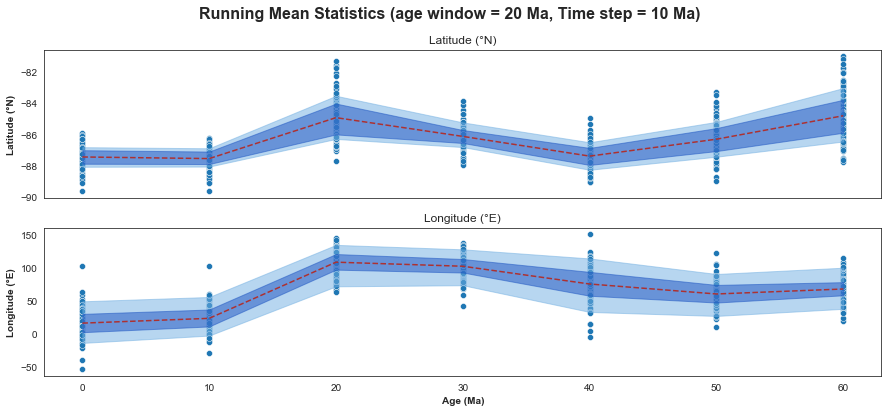 Running Mean Statistics (age window = 20 Ma, Time step = 10 Ma)
Latitude (°N)
Latitude (°N)
−82
−84
−86
−88
−90
Longitude (°E)
Longitude (°E)
150
100
50
0
−50
0 10 20 30 40 50 60
Age (Ma)